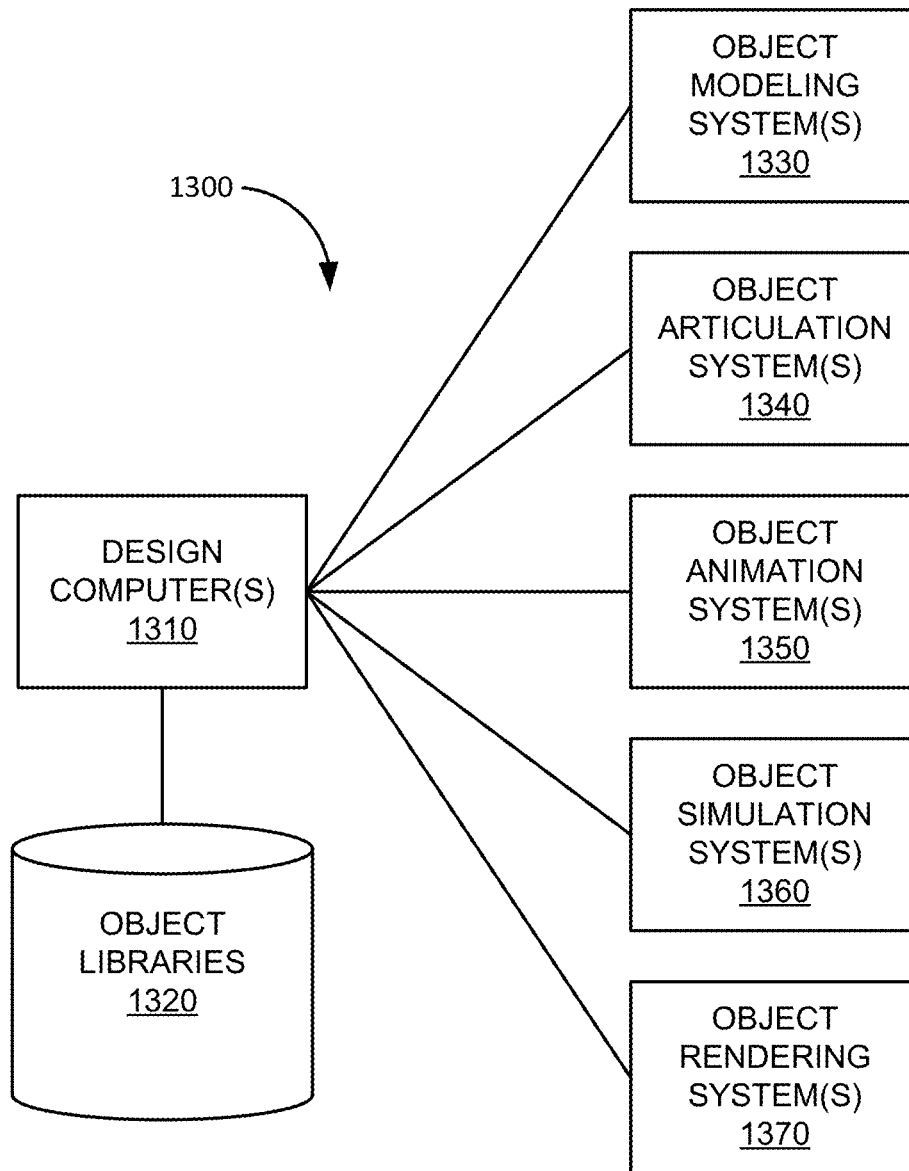 OBJECT
MODELING
SYSTEM(S)
1330
1300
OBJECT
ARTICULATION
SYSTEM(S)
1340
DESIGN
COMPUTER(S)
1310
OBJECT
ANIMATION
SYSTEM(S)
1350
OBJECT
SIMULATION
SYSTEM(S)
1360
OBJECT
LIBRARIES
1320
OBJECT
RENDERING
SYSTEM(S)
1370